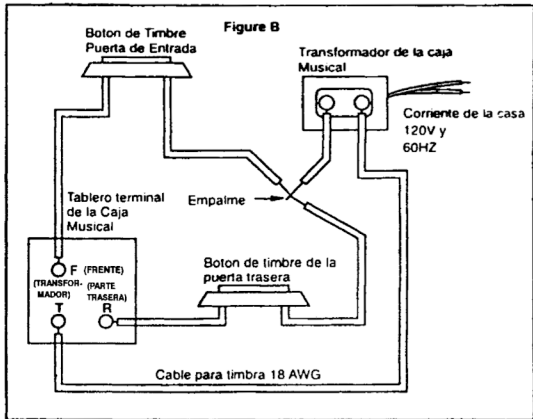 Figure B
Boton de Timbre
Puerta de Entrada
Transformador de la caja
Musical
Corriente de la casa
120V y
60HZ
Tablero terminal
de la Caja
Musical
Empalme
Boton de timbre de la
puerta trasera
F (FRENTE)
(TRANSFOR-
MADOR)
(PARTE
TRASERA)
T
R
Cable para timbra 18 AWG